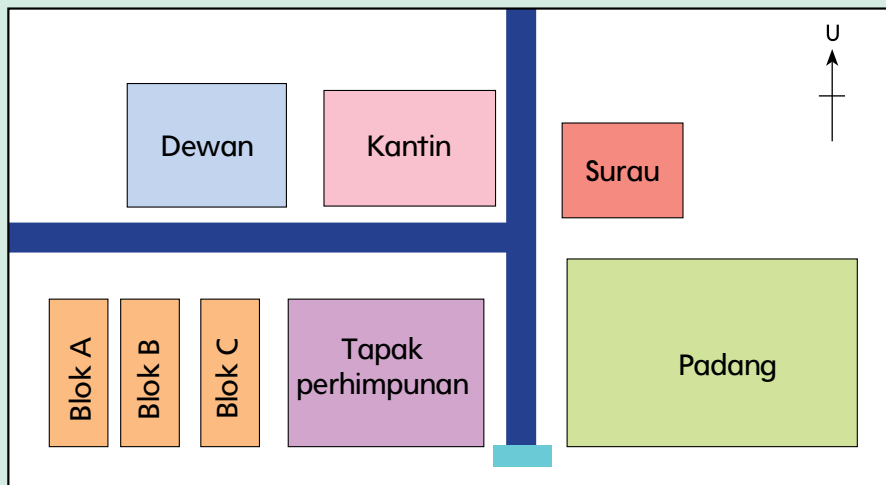 U
Dewan
Kantin
Surau
Blok A
Blok B
Blok C
Tapak
perhimpunan
Padang